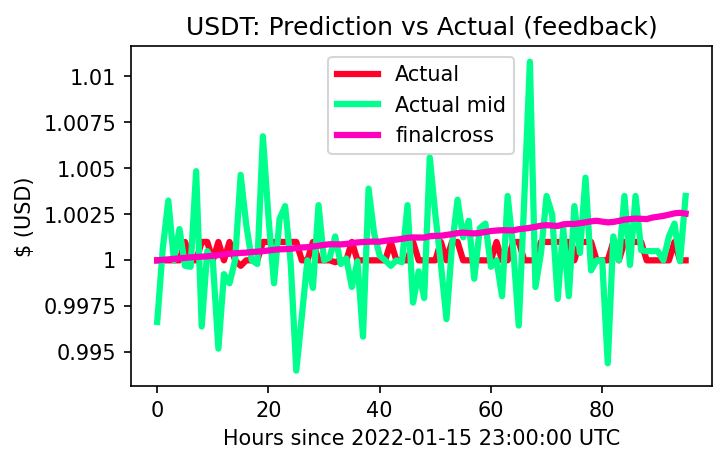 USDT: Prediction vs Actual (feedback)
Actual
Actual mid
finalcross
1.01
1.0075
1.005
1.0025
1
0.9975
0.995
$ (USD)
0 20 40 60 80
Hours since 2022-01-15 23:00:00 UTC